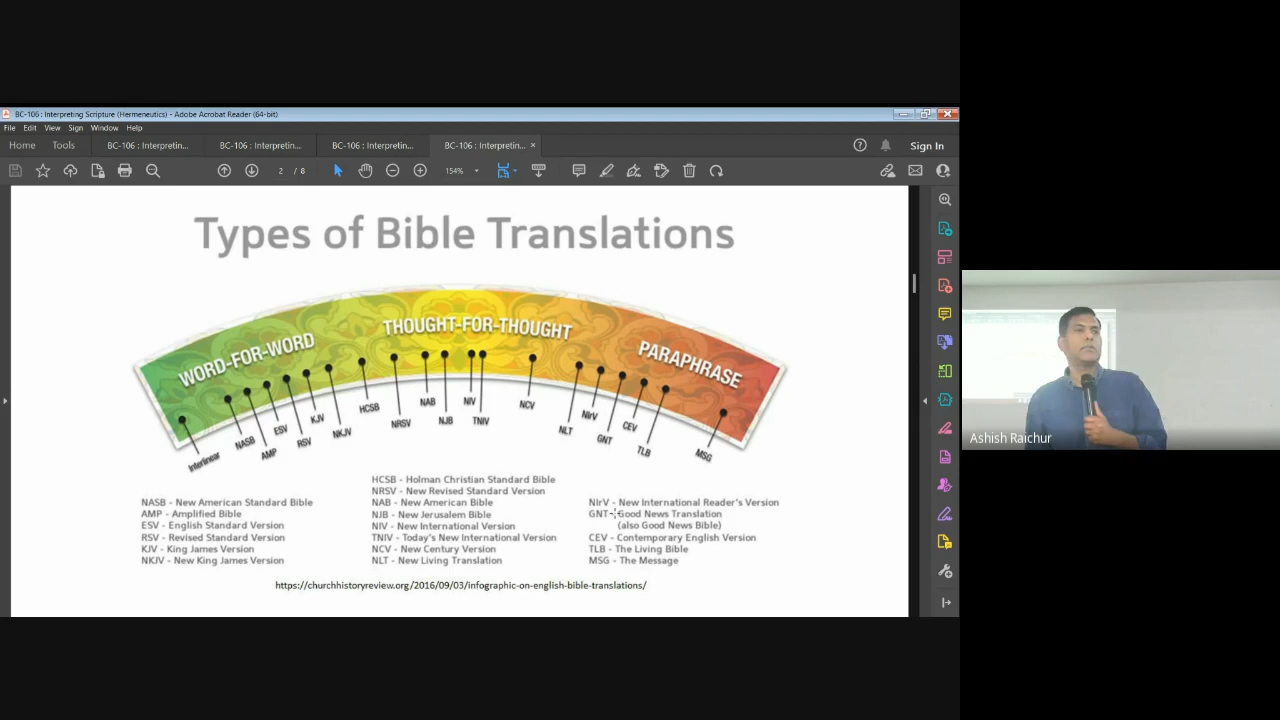 BC-106 : Interpreting Scripture (Hermeneutics) - Adobe Acrobat Reader (64-bit)
File Edit View Sign Window Help
Home Tools BC-106 : Interpretin... BC-106 : Interpretin... BC-106 : Interpretin... BC-106 : Interpretin... × Sign In
2 / 8 154%
Types of Bible Translations
WORD-FOR-WORD THOUGHT-FOR-THOUGHT PARAPHRASE
Interlinear NASB AMP ESV RSV KJV NKJV HCSB NRSV NAB NJB NIV TNIV NCV NLT NIrV GNT CEV TLB MSG
NASB - New American Standard Bible
AMP - Amplified Bible
ESV - English Standard Version
RSV - Revised Standard Version
KJV - King James Version
NKJV - New King James Version
HCSB - Holman Christian Standard Bible
NRSV - New Revised Standard Version
NAB - New American Bible
NJB - New Jerusalem Bible
NIV - New International Version
TNIV - Today's New International Version
NCV - New Century Version
NLT - New Living Translation
NIrV - New International Reader's Version
GNT - Good News Translation
(also Good News Bible)
CEV - Contemporary English Version
TLB - The Living Bible
MSG - The Message
https://churchhistoryreview.org/2016/09/03/infographic-on-english-bible-translations/
Ashish Raichur